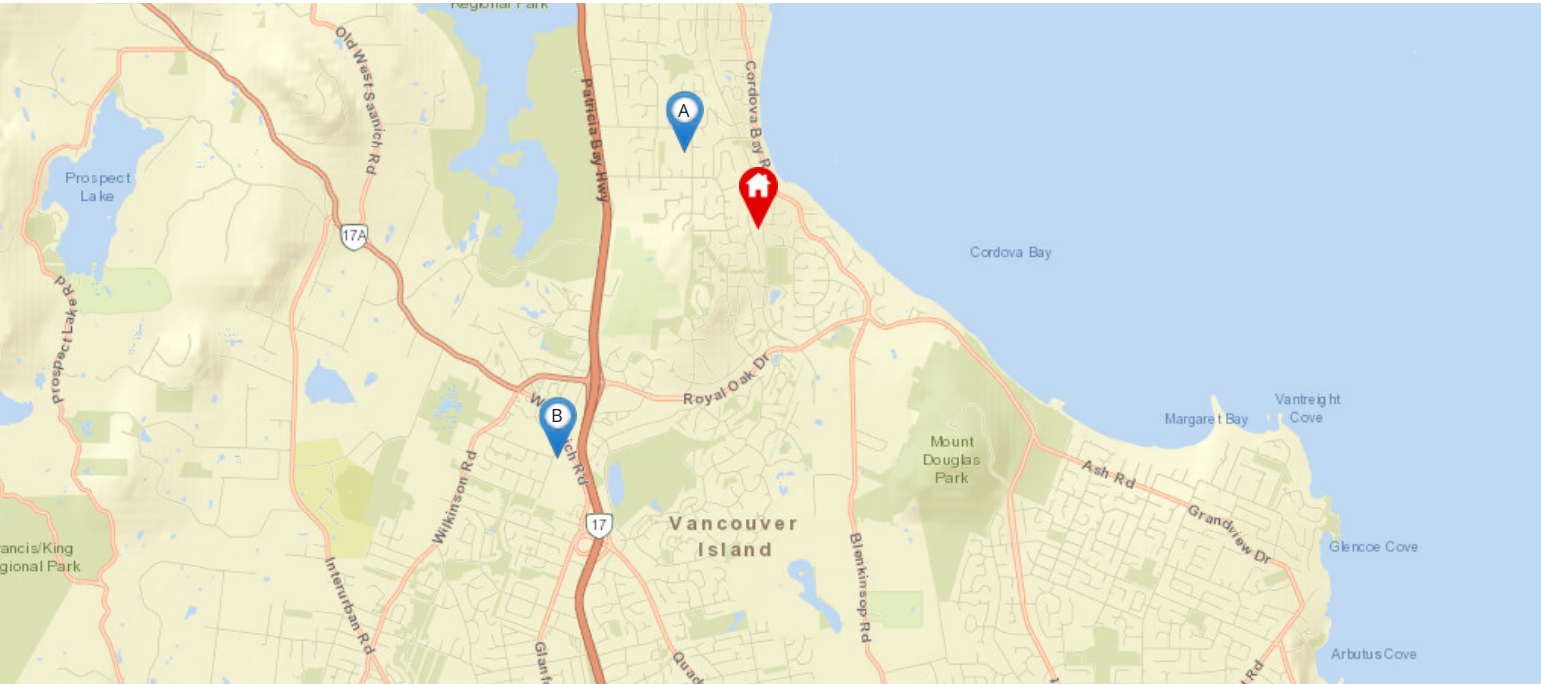 Regional Park
Old West Saanich Rd
Cordova Bay R
Patricia Bay Hwy
A
Prospect
Lake
17A
Cordova Bay
Prospect Lake Rd
Royal Oak Dr
W
ich Rd
B
Margaret Bay
Vantreight
Cove
Mount
Douglas
Park
Ash Rd
Wilkinson Rd
17
Vancouver
Island
Grandview Dr
rancis/King
gional Park
Glencoe Cove
Interurban Rd
Blenkinsop Rd
Glanf
Quad
Arbutus Cove
Rd